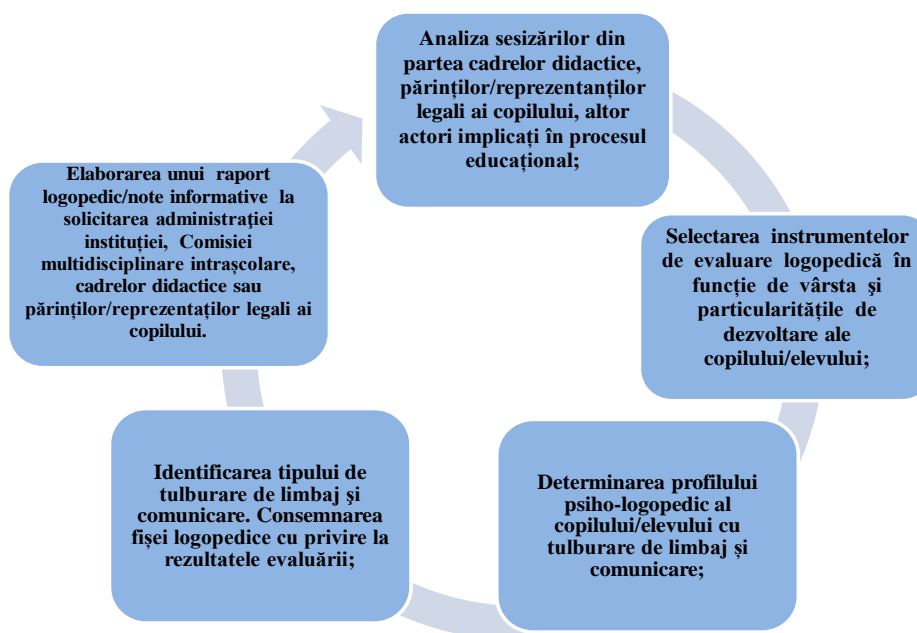 Analiza sesizărilor din
partea cadrelor didactice,
părinților/reprezentanților
legali ai copilului, altor
actori implicați în procesul
educațional;
Selectarea instrumentelor
de evaluare logopedică în
funcție de vârsta şi
particularitățile de
dezvoltare ale
copilului/elevului;
Determinarea profilului
psiho-logopedic al
copilului/elevului cu
tulburare de limbaj și
comunicare;
Identificarea tipului de
tulburare de limbaj şi
comunicare. Consemnarea
fișei logopedice cu privire la
rezultatele evaluării;
Elaborarea unui raport
logopedic/note informative la
solicitarea administraţiei
instituției, Comisiei
multidisciplinare intrașcolare,
cadrelor didactice sau
părinților/reprezentaților legali ai
copilului.